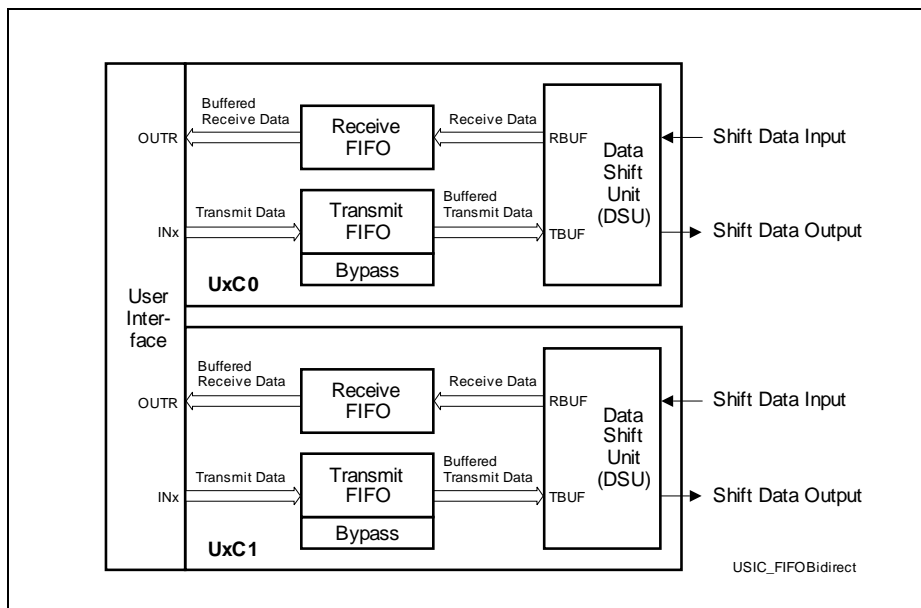 Buffered
Receive Data
Receive Data
OUTR
Receive
FIFO
RBUF
Shift Data Input
Data
Shift
Unit
(DSU)
Transmit Data
Buffered
Transmit Data
INx
Transmit
FIFO
TBUF
Shift Data Output
Bypass
UxC0
User
Inter-
face
Buffered
Receive Data
Receive Data
OUTR
Receive
FIFO
RBUF
Shift Data Input
Data
Shift
Unit
(DSU)
Transmit Data
Buffered
Transmit Data
INx
Transmit
FIFO
TBUF
Shift Data Output
Bypass
UxC1
USIC_FIFOBidirect